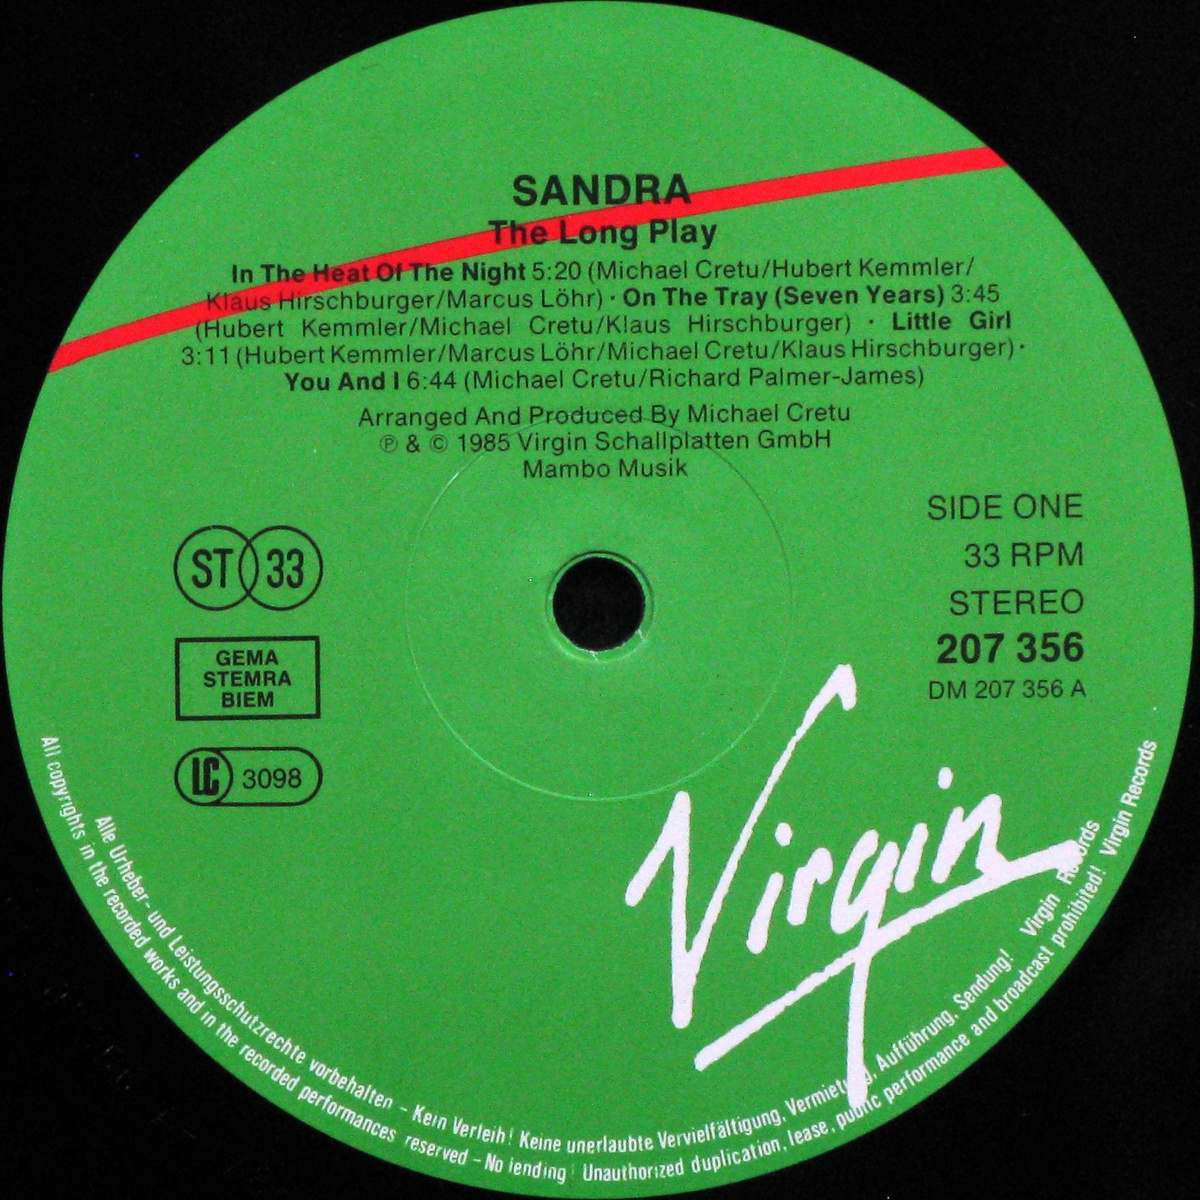 SANDRA
The Long Play
In The Heat Of The Night 5:20 (Michael Cretu/Hubert Kemmler/
Klaus Hirschburger/Marcus Löhr) · On The Tray (Seven Years) 3:45
(Hubert Kemmler/Michael Cretu/Klaus Hirschburger) · Little Girl
3:11 (Hubert Kemmler/Marcus Löhr/Michael Cretu/Klaus Hirschburger) ·
You And I 6:44 (Michael Cretu/Richard Palmer-James)
Arranged And Produced By Michael Cretu
℗ & © 1985 Virgin Schallplatten GmbH
Mambo Musik
SIDE ONE
33 RPM
STEREO
207 356
DM 207 356 A
ST 33
GEMA
STEMRA
BIEM
LC 3098
Virgin
Alle Urheber- und Leistungsschutzrechte vorbehalten – Kein Verleih! Keine unerlaubte Vervielfältigung, Vermietung, Aufführung, Sendung! Virgin Records
All copyrights in the recorded works and in the recorded performances reserved – No lending! Unauthorized duplication, lease, public performance and broadcast prohibited! Virgin Records